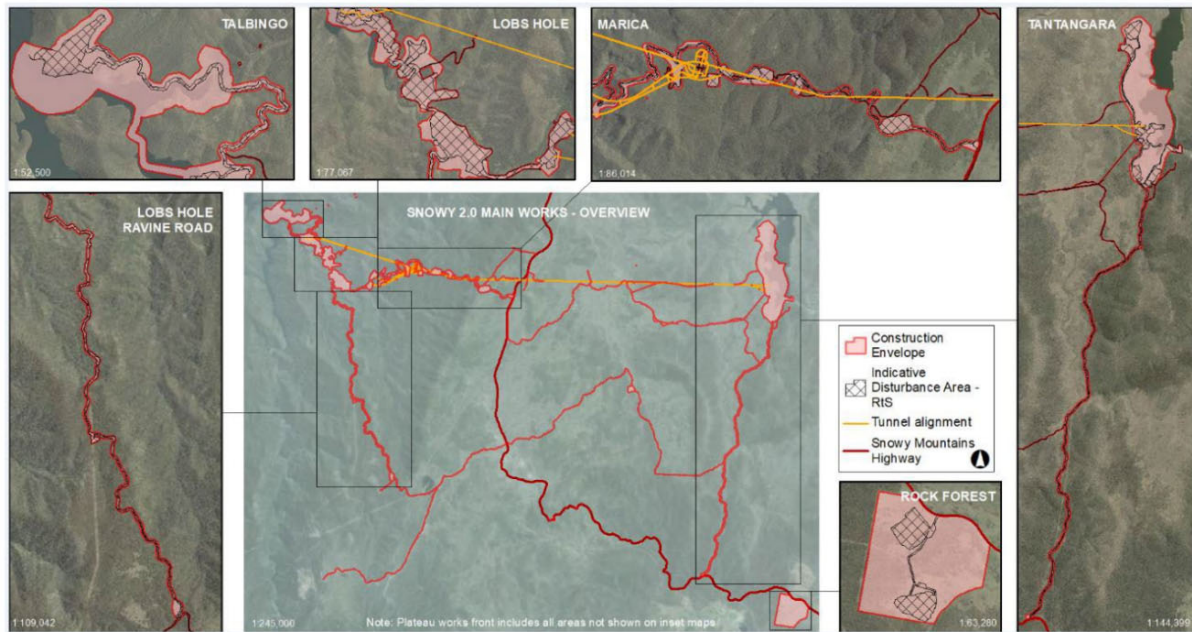 TALBINGO
1:52,500
LOBS HOLE
1:77,067
MARICA
1:86,014
TANTANGARA
1:144,399
LOBS HOLE
RAVINE ROAD
1:109,042
SNOWY 2.0 MAIN WORKS - OVERVIEW
1:245,000
Note: Plateau works front includes all areas not shown on inset maps
Construction
Envelope
Indicative
Disturbance Area -
RtS
Tunnel alignment
Snowy Mountains
Highway
ROCK FOREST
1:63,280